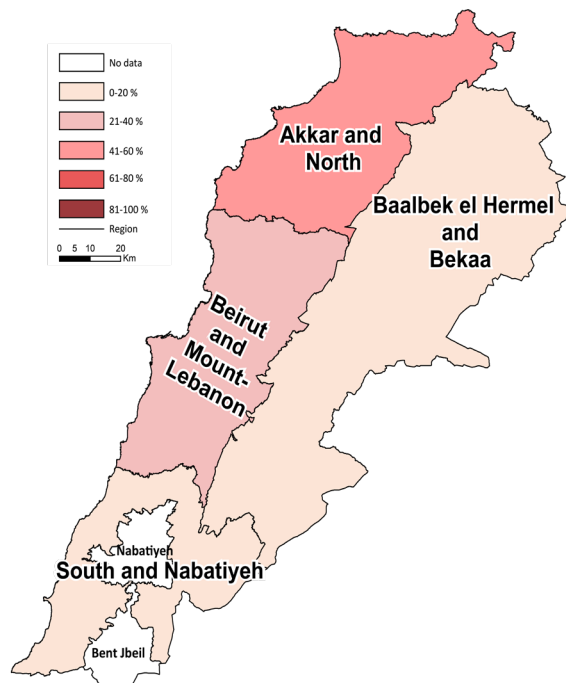 No data
0-20 %
21-40 %
41-60 %
61-80 %
81-100 %
Region
0 5 10 20
Km
Akkar and
North
Baalbek el Hermel
and
Bekaa
Beirut
and
Mount-
Lebanon
Nabatiyeh
South and Nabatiyeh
Bent Jbeil